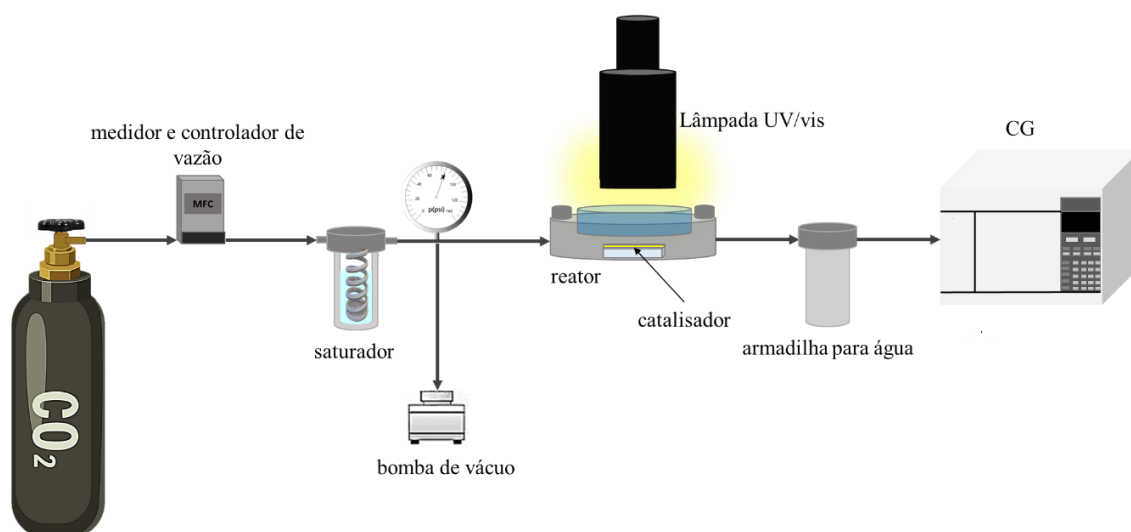 medidor e controlador de
vazão
MFC
Lâmpada UV/vis
CG
p(psi)
reator
catalisador
saturador
armadilha para água
bomba de vácuo
CO2